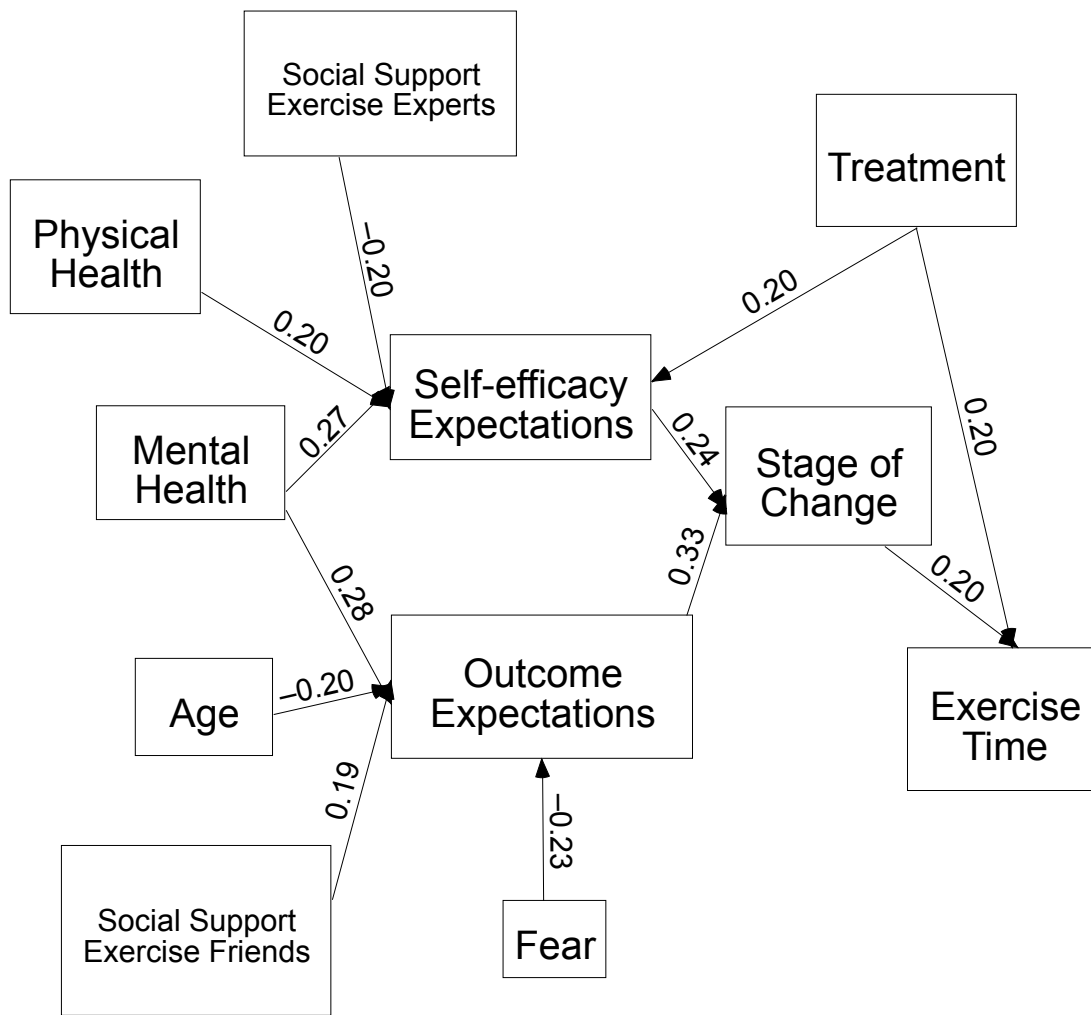 Social Support
Exercise Experts
Treatment
Physical
Health
–0.20
0.20
0.20
Self-efficacy
Expectations
Mental
Health
0.27
0.24
0.20
Stage of
Change
0.28
0.33
0.20
Age
–0.20
Outcome
Expectations
Exercise
Time
0.19
–0.23
Social Support
Exercise Friends
Fear